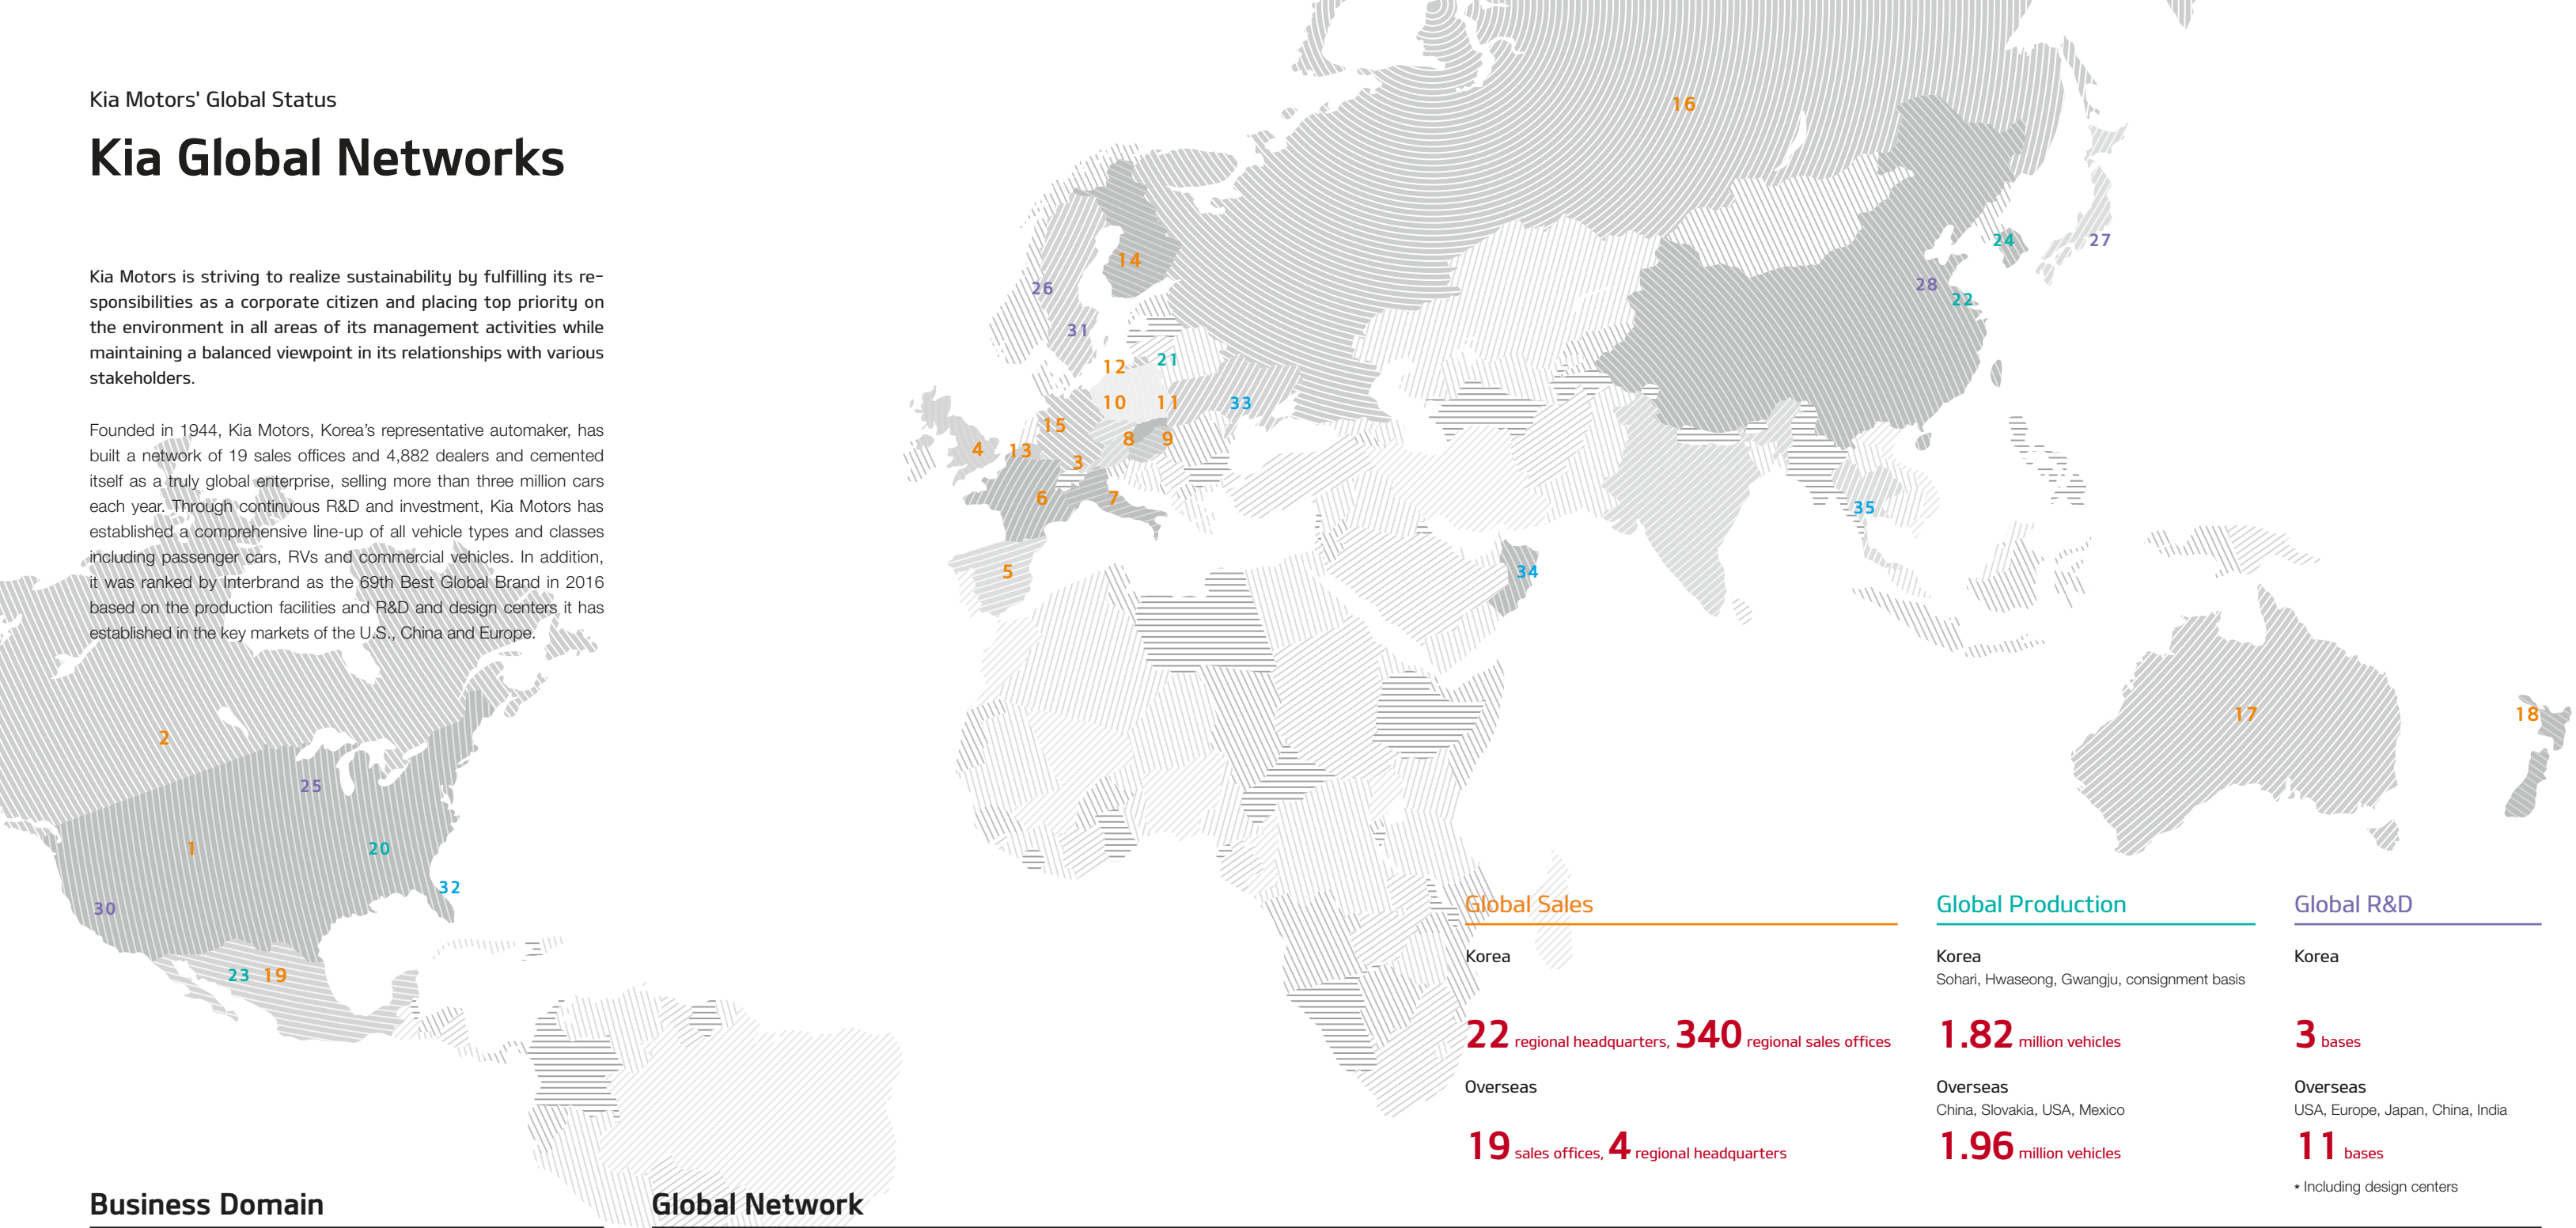 Kia Motors' Global Status
Kia Global Networks
Kia Motors is striving to realize sustainability by fulfilling its re-
sponsibilities as a corporate citizen and placing top priority on
the environment in all areas of its management activities while
maintaining a balanced viewpoint in its relationships with various
stakeholders.
Founded in 1944, Kia Motors, Korea's representative automaker, has
built a network of 19 sales offices and 4,882 dealers and cemented
itself as a truly global enterprise, selling more than three million cars
each year. Through continuous R&D and investment, Kia Motors has
established a comprehensive line-up of all vehicle types and classes
including passenger cars, RVs and commercial vehicles. In addition,
it was ranked by Interbrand as the 69th Best Global Brand in 2016
based on the production facilities and R&D and design centers it has
established in the key markets of the U.S., China and Europe.
2
25
1
20
32
30
23 19
16
14
26
31
12
21
10
11
33
15
4
13
3
8
9
6
7
5
34
24
27
28
22
35
17
18
Global Sales
Korea
22 regional headquarters, 340 regional sales offices
Overseas
19 sales offices, 4 regional headquarters
Global Production
Korea
Sohari, Hwaseong, Gwangju, consignment basis
1.82 million vehicles
Overseas
China, Slovakia, USA, Mexico
1.96 million vehicles
Global R&D
Korea
3 bases
Overseas
USA, Europe, Japan, China, India
11 bases
* Including design centers
Business Domain
Global Network